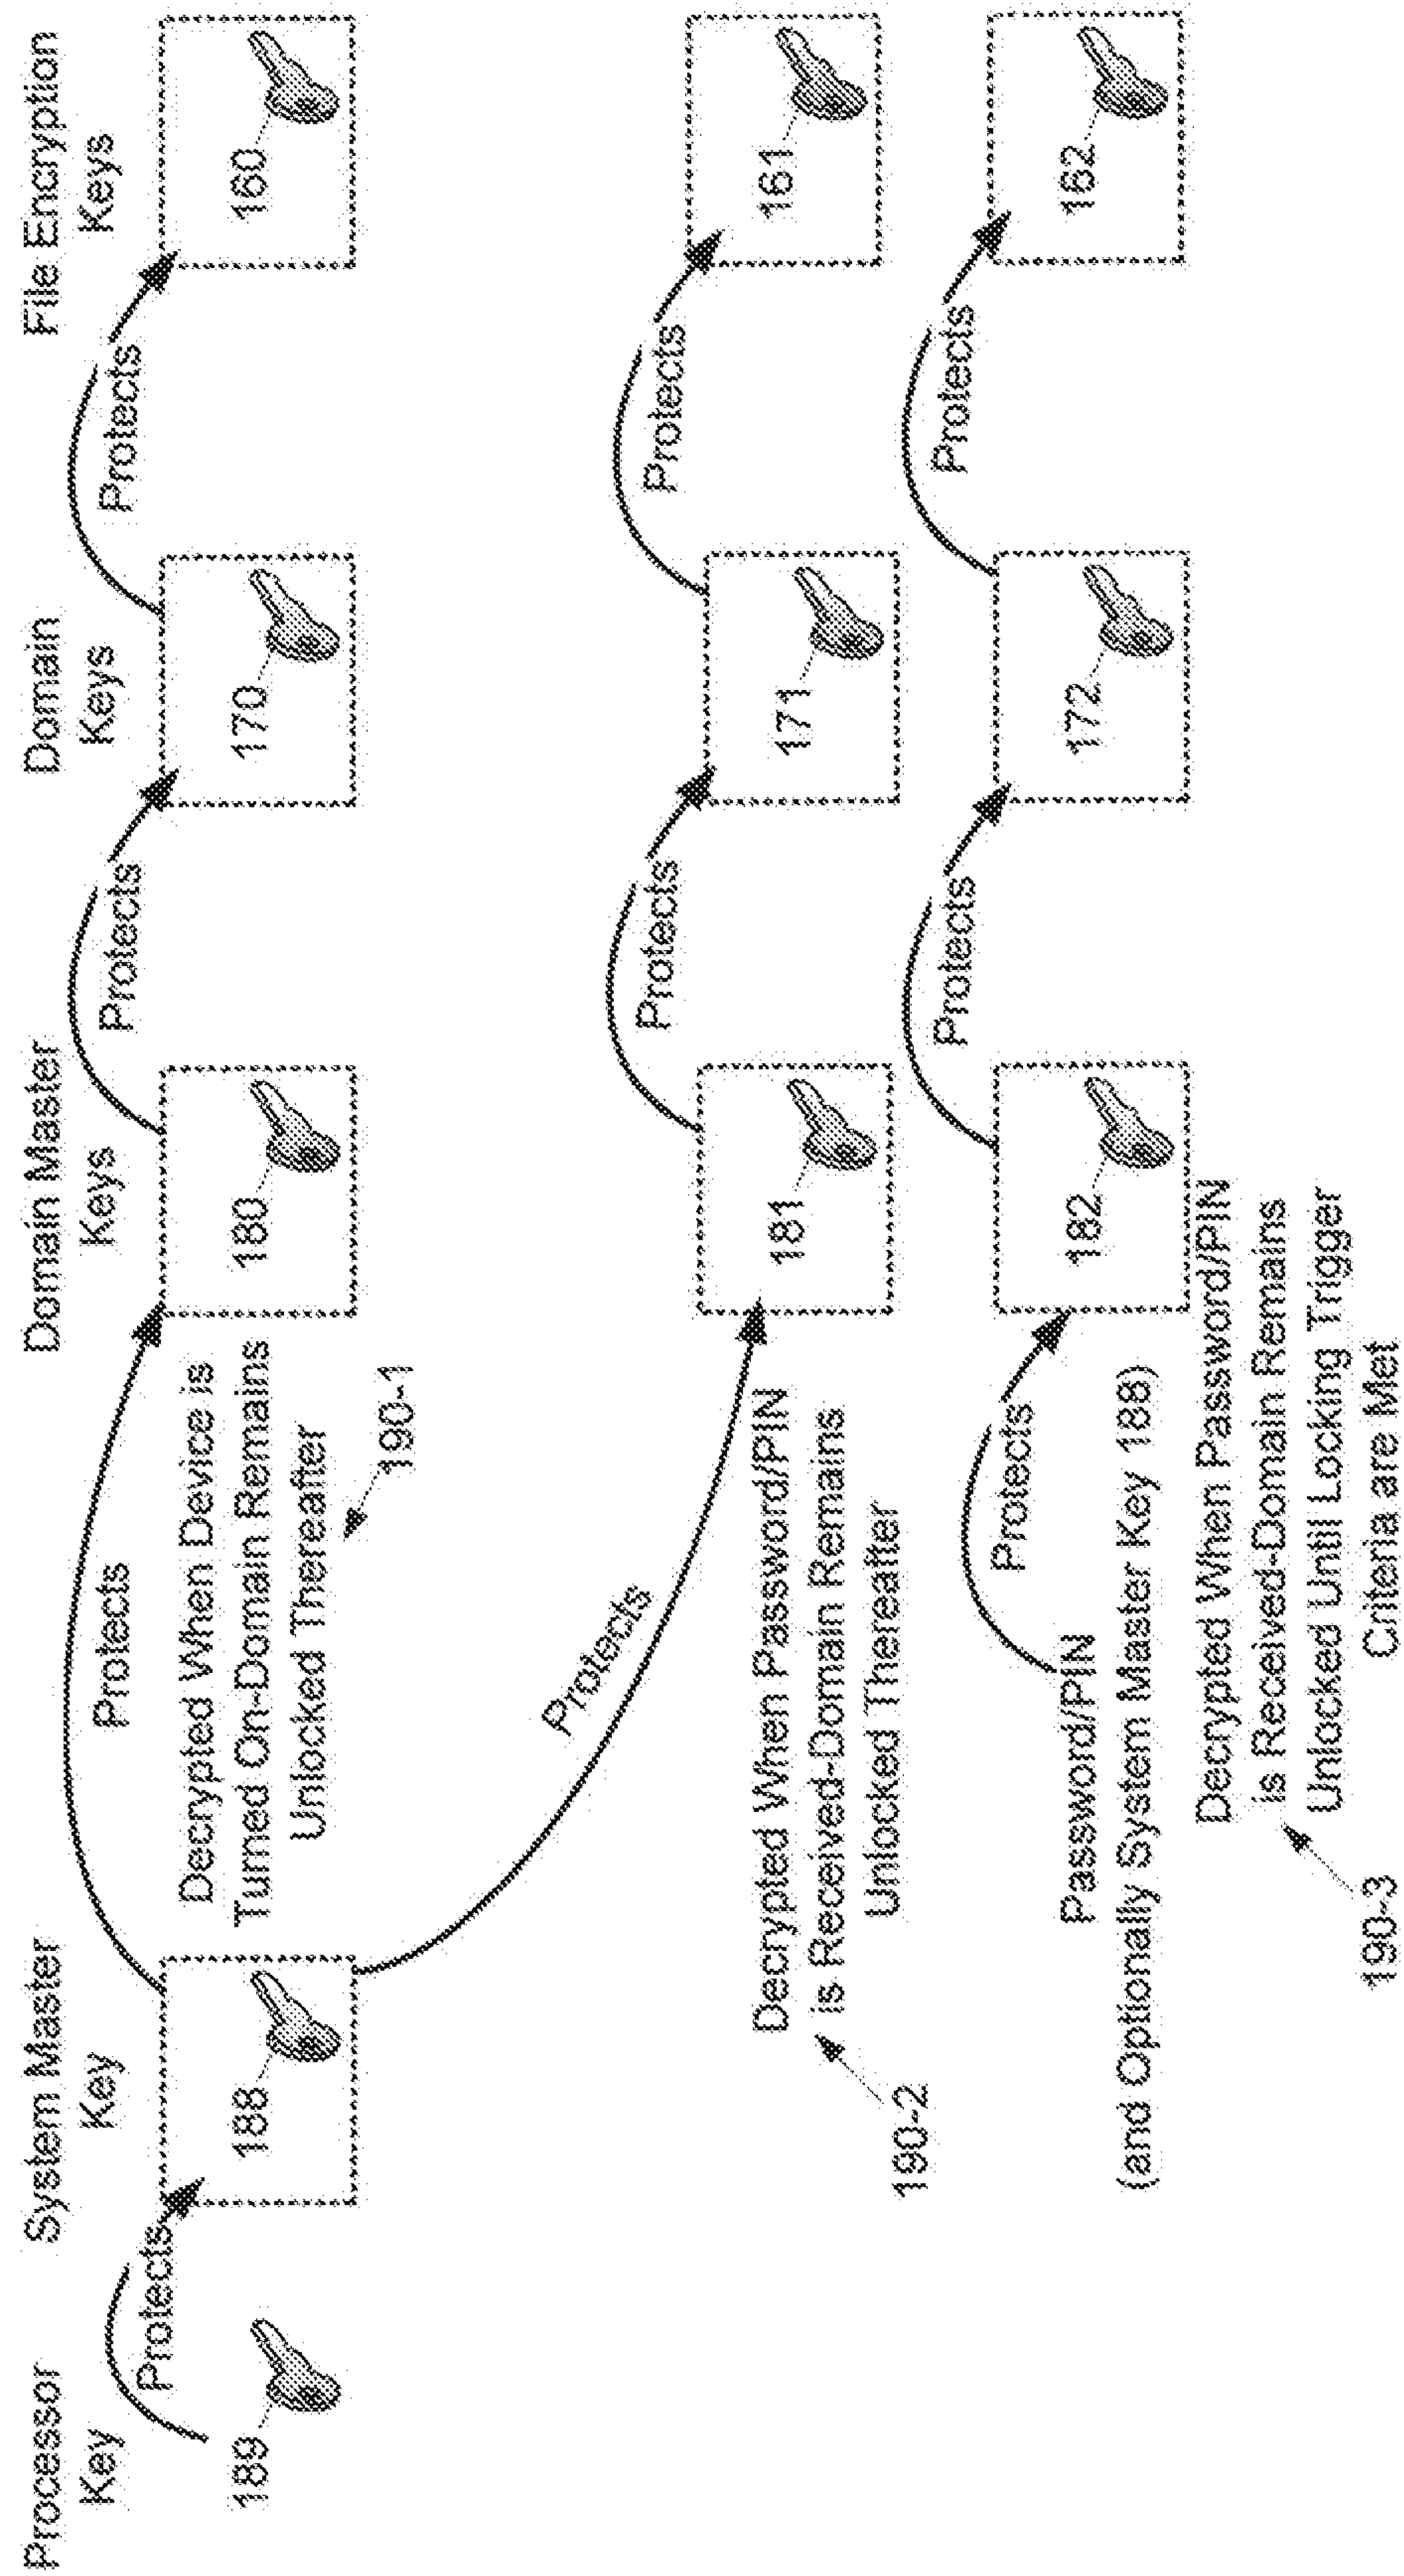 Processor
Key
System Master
Key
Domain Master
Keys
Domain
Keys
File Encryption
Keys
189
Protects
188
Protects
Decrypted When Device is
Turned On-Domain Remains
Unlocked Thereafter
190-1
180
Protects
170
Protects
160
Protects
Decrypted When Password/PIN
is Received-Domain Remains
Unlocked Thereafter
190-2
181
Protects
171
Protects
161
Password/PIN
(and Optionally System Master Key 188)
Protects
182
Protects
172
Protects
162
Decrypted When Password/PIN
is Received-Domain Remains
Unlocked Until Locking Trigger
Criteria are Met
190-3